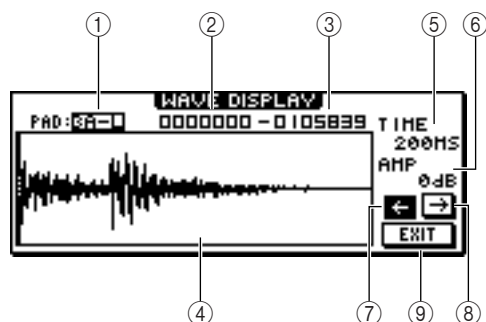 ① ② ③ ⑤ ⑥
WAVE DISPLAY
PAD:0A-L 0000000-0105839 TIME
200MS
AMP
0dB
← →
EXIT
④ ⑦ ⑨ ⑧